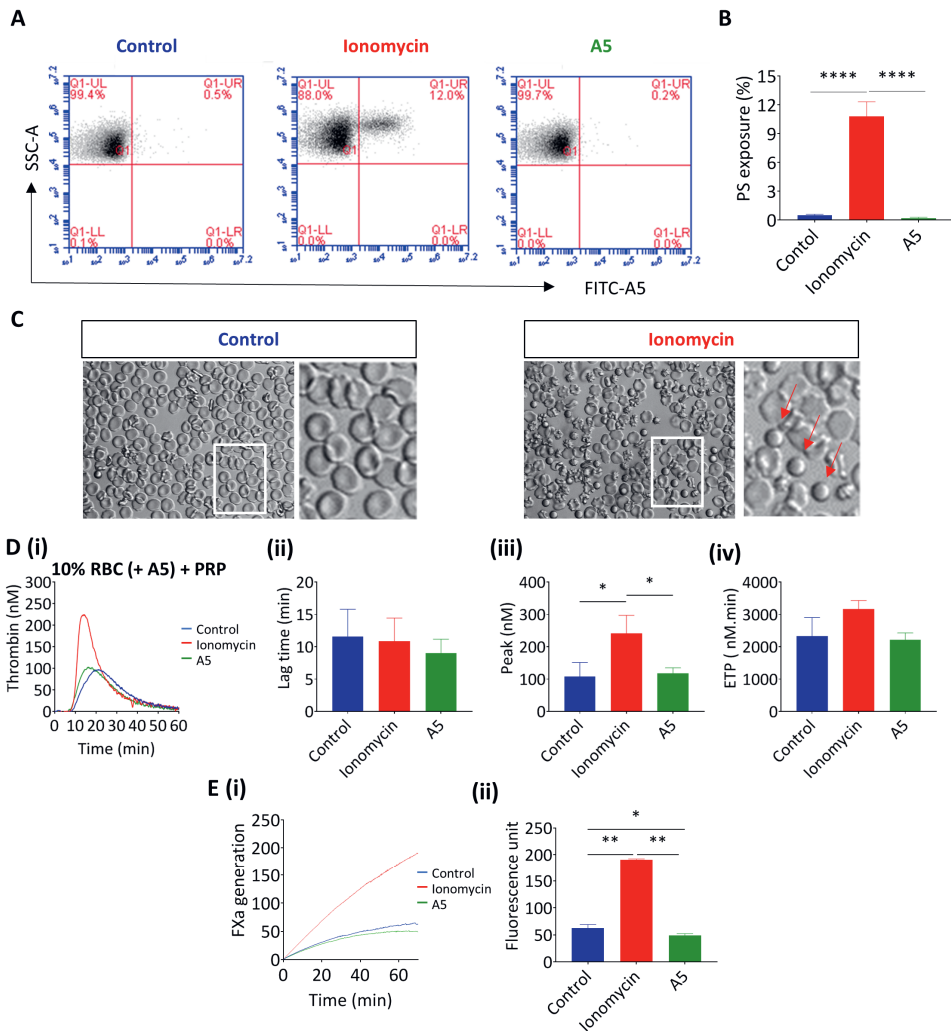 A
Control
Ionomycin
A5
SSC-A
Q1-UL
99.4%
Q1-UR
0.5%
Q1-LL
0.1%
Q1-LR
0.0%
Q1-UL
88.0%
Q1-UR
12.0%
Q1-LL
0.0%
Q1-LR
0.0%
Q1-UL
99.7%
Q1-UR
0.2%
Q1-LL
0.0%
Q1-LR
0.0%
FITC-A5
B
PS exposure (%)
15
12
9
6
3
0
**** ****
Contol
Ionomycin
A5
C
Control
Ionomycin
D (i)
10% RBC (+ A5) + PRP
Thrombin (nM)
300
250
200
150
100
50
0
0 10 20 30 40 50 60
Time (min)
Control
Ionomycin
A5
(ii)
Lag time (min)
20
15
10
5
0
Control
Ionomycin
A5
(iii)
Peak (nM)
400
300
200
100
0
* *
Control
Ionomycin
A5
(iv)
ETP ( nM.min)
4000
3000
2000
1000
0
Control
Ionomycin
A5
E (i)
FXa generation
250
200
150
100
50
0
0 20 40 60
Time (min)
Control
Ionomycin
A5
(ii)
Fluorescence unit
250
200
150
100
50
0
*
** **
Control
Ionomycin
A5